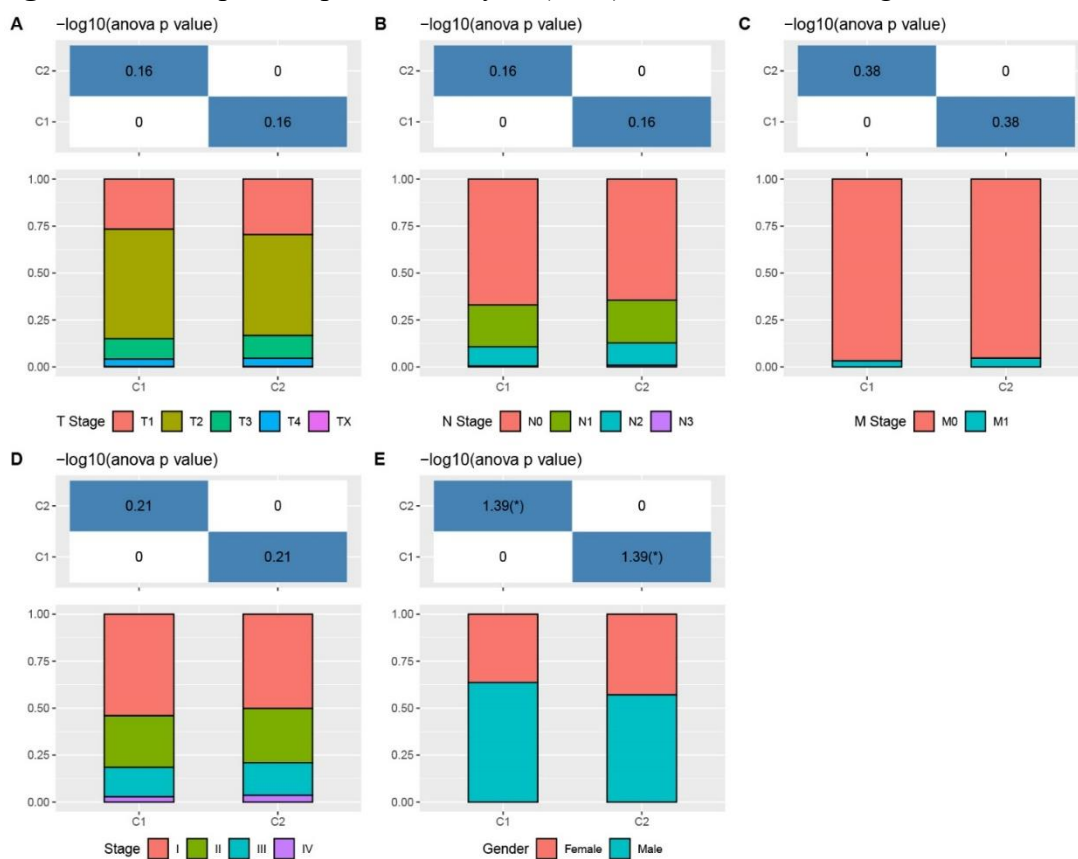 A −log10(anova p value)
C2 0.16 0
C1 0 0.16
1.00
0.75
0.50
0.25
0.00
C1 C2
T Stage T1 T2 T3 T4 TX
B −log10(anova p value)
C2 0.16 0
C1 0 0.16
1.00
0.75
0.50
0.25
0.00
C1 C2
N Stage N0 N1 N2 N3
C −log10(anova p value)
C2 0.38 0
C1 0 0.38
1.00
0.75
0.50
0.25
0.00
C1 C2
M Stage M0 M1
D −log10(anova p value)
C2 0.21 0
C1 0 0.21
1.00
0.75
0.50
0.25
0.00
C1 C2
Stage I II III IV
E −log10(anova p value)
C2 1.39(*) 0
C1 0 1.39(*)
1.00
0.75
0.50
0.25
0.00
C1 C2
Gender Female Male